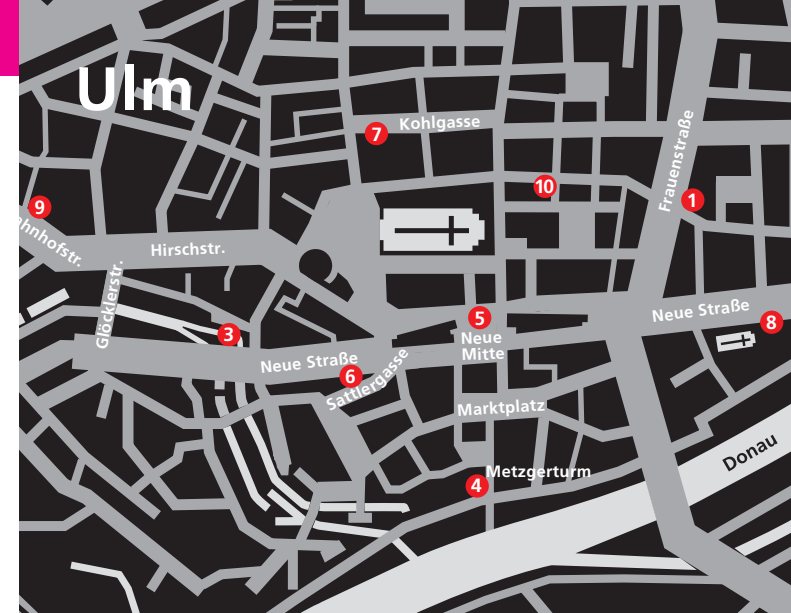 Ulm
Kohlgasse
7
10
Frauenstraße
1
9
Hirschstr.
Glöcklerstr.
3
5
Neue
Mitte
Neue Straße
8
Neue Straße
6
Sattlergasse
Marktplatz
Metzgerturm
4
Donau